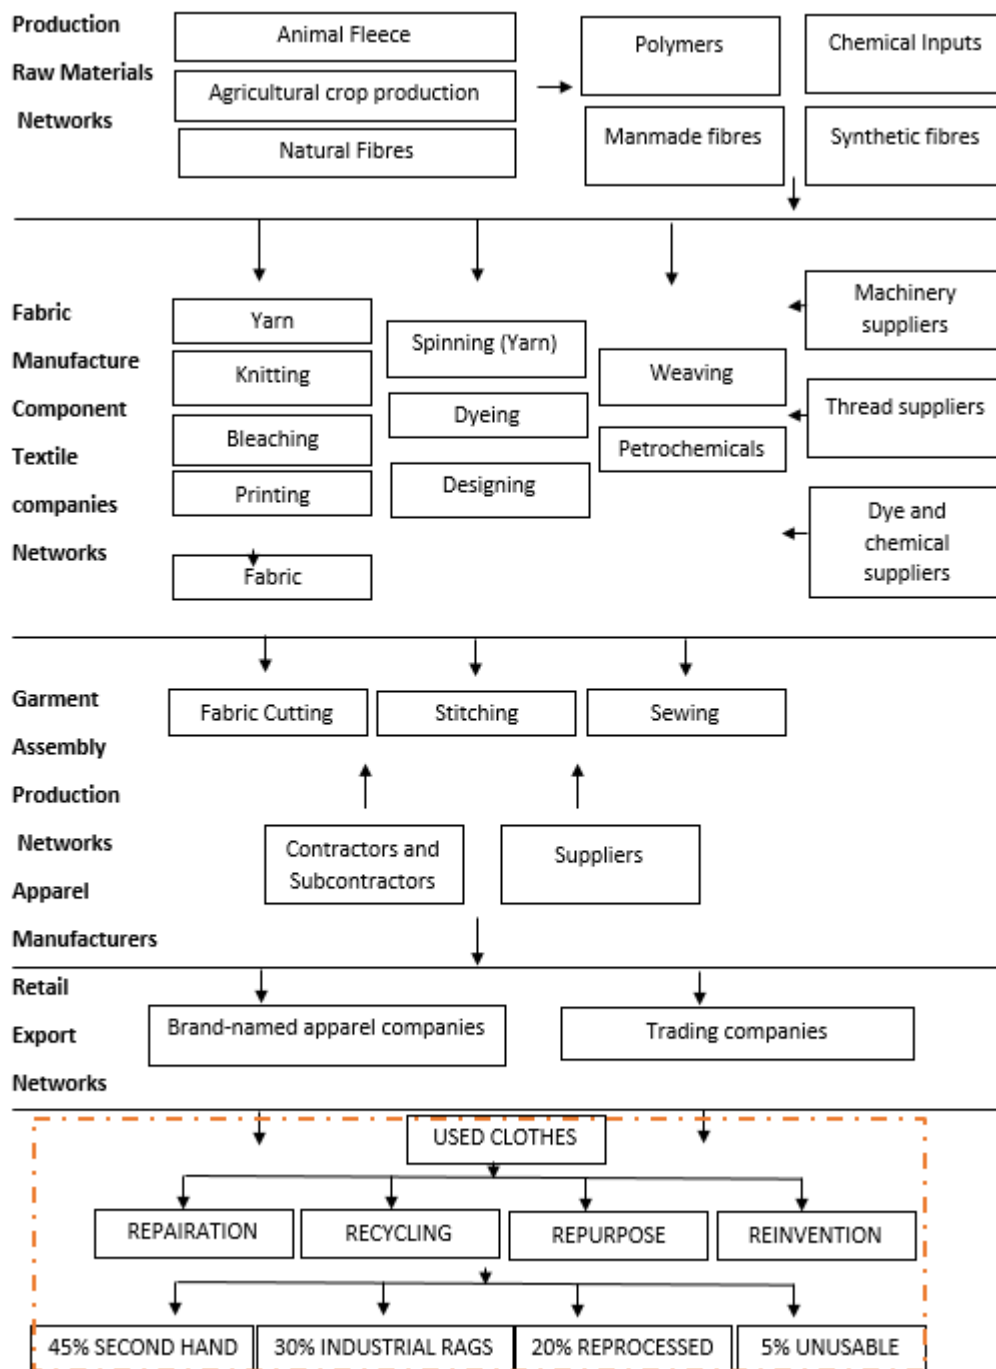 Production
Raw Materials
Networks
Animal Fleece
Agricultural crop production
Natural Fibres
Polymers
Chemical Inputs
Manmade fibres
Synthetic fibres
Fabric
Manufacture
Component
Textile
companies
Networks
Yarn
Knitting
Bleaching
Printing
Fabric
Spinning (Yarn)
Dyeing
Designing
Weaving
Petrochemicals
Machinery
suppliers
Thread suppliers
Dye and
chemical
suppliers
Garment
Assembly
Production
Networks
Apparel
Manufacturers
Fabric Cutting
Stitching
Sewing
Contractors and
Subcontractors
Suppliers
Retail
Export
Networks
Brand-named apparel companies
Trading companies
USED CLOTHES
REPAIRATION
RECYCLING
REPURPOSE
REINVENTION
45% SECOND HAND
30% INDUSTRIAL RAGS
20% REPROCESSED
5% UNUSABLE